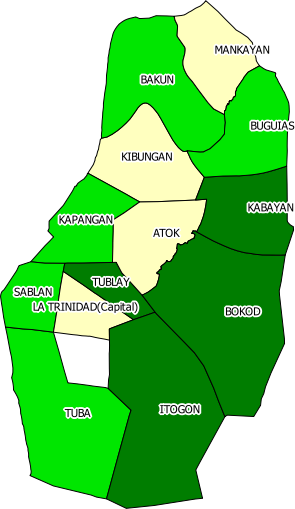 MANKAYAN
BAKUN
BUGUIAS
KIBUNGAN
KABAYAN
KAPANGAN
ATOK
TUBLAY
SABLAN
LA TRINIDAD(Capital)
BOKOD
ITOGON
TUBA